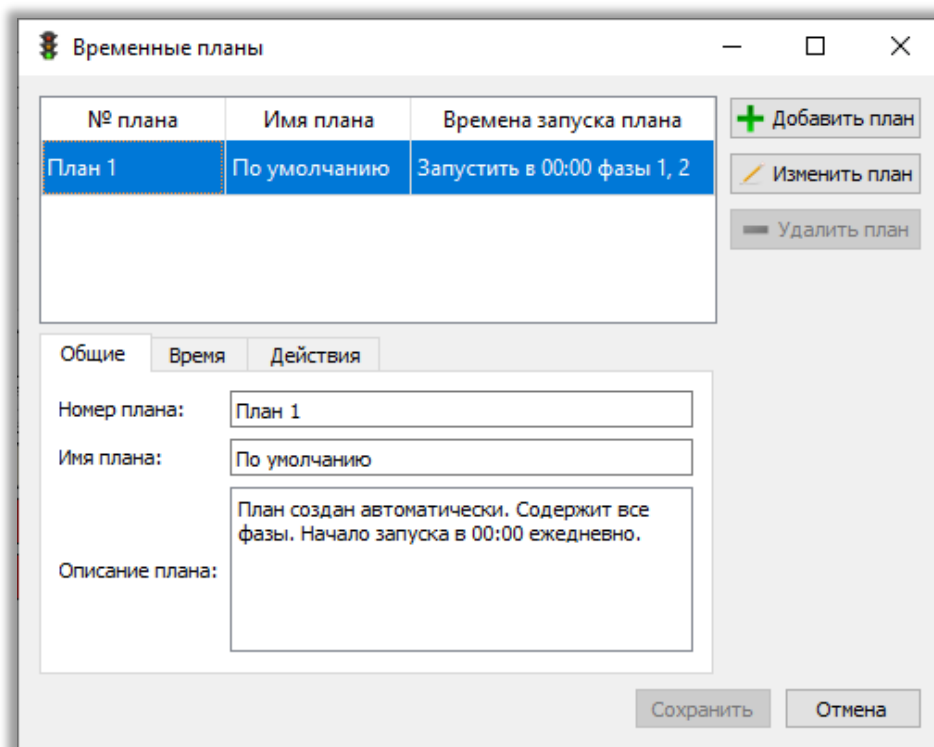 Временные планы
№ плана Имя плана Времена запуска плана
План 1 По умолчанию Запустить в 00:00 фазы 1, 2
Добавить план
Изменить план
Удалить план
Общие Время Действия
Номер плана: План 1
Имя плана: По умолчанию
Описание плана:
План создан автоматически. Содержит все
фазы. Начало запуска в 00:00 ежедневно.
Сохранить Отмена